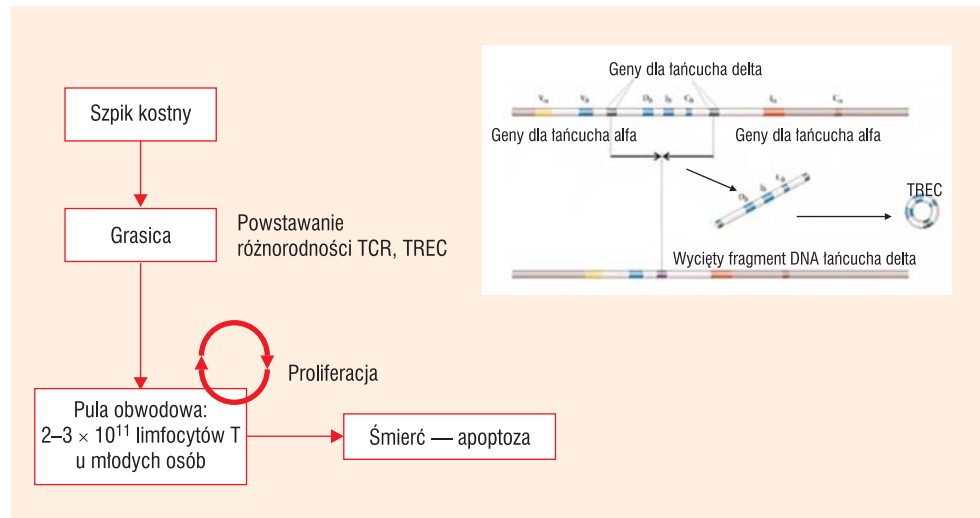 Szpik kostny
Grasica
Powstawanie
różnorodności TCR, TREC
Proliferacja
Pula obwodowa:
2–3 × 10¹¹ limfocytów T
u młodych osób
Śmierć — apoptoza
Geny dla łańcucha delta
Geny dla łańcucha alfa
Geny dla łańcucha alfa
TREC
Wycięty fragment DNA łańcucha delta